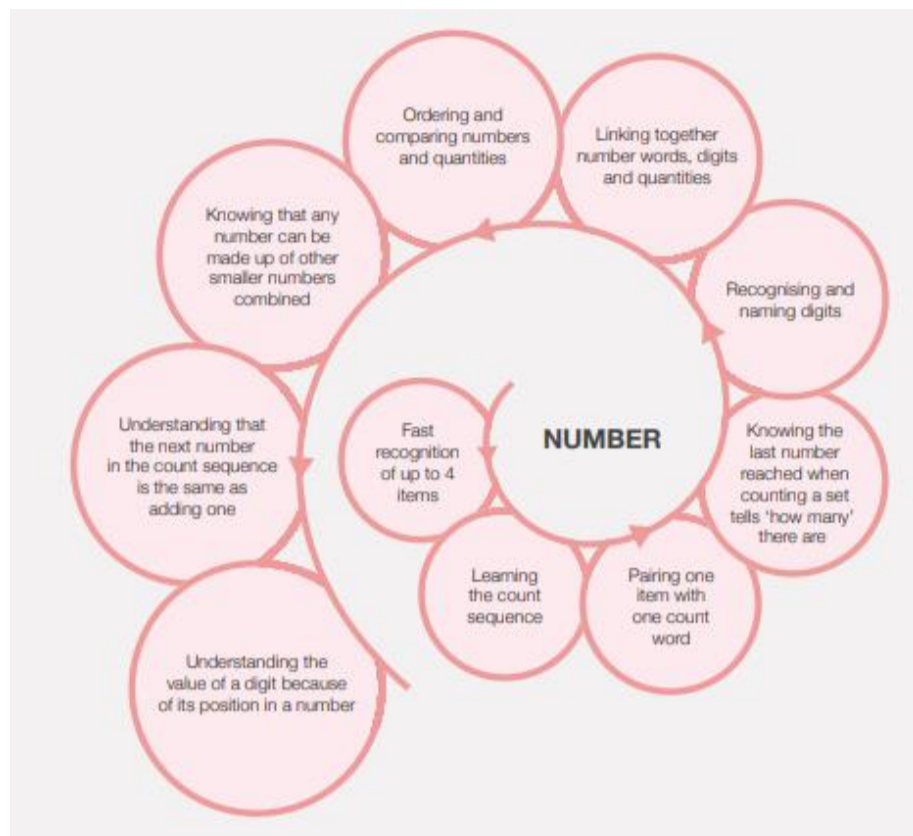 NUMBER
Fast
recognition
of up to 4
items
Learning
the count
sequence
Pairing one
item with
one count
word
Knowing the
last number
reached when
counting a set
tells ‘how many’
there are
Recognising and
naming digits
Linking together
number words, digits
and quantities
Ordering and
comparing numbers
and quantities
Knowing that any
number can be
made up of other
smaller numbers
combined
Understanding that
the next number
in the count sequence
is the same as
adding one
Understanding the
value of a digit because
of its position in a number